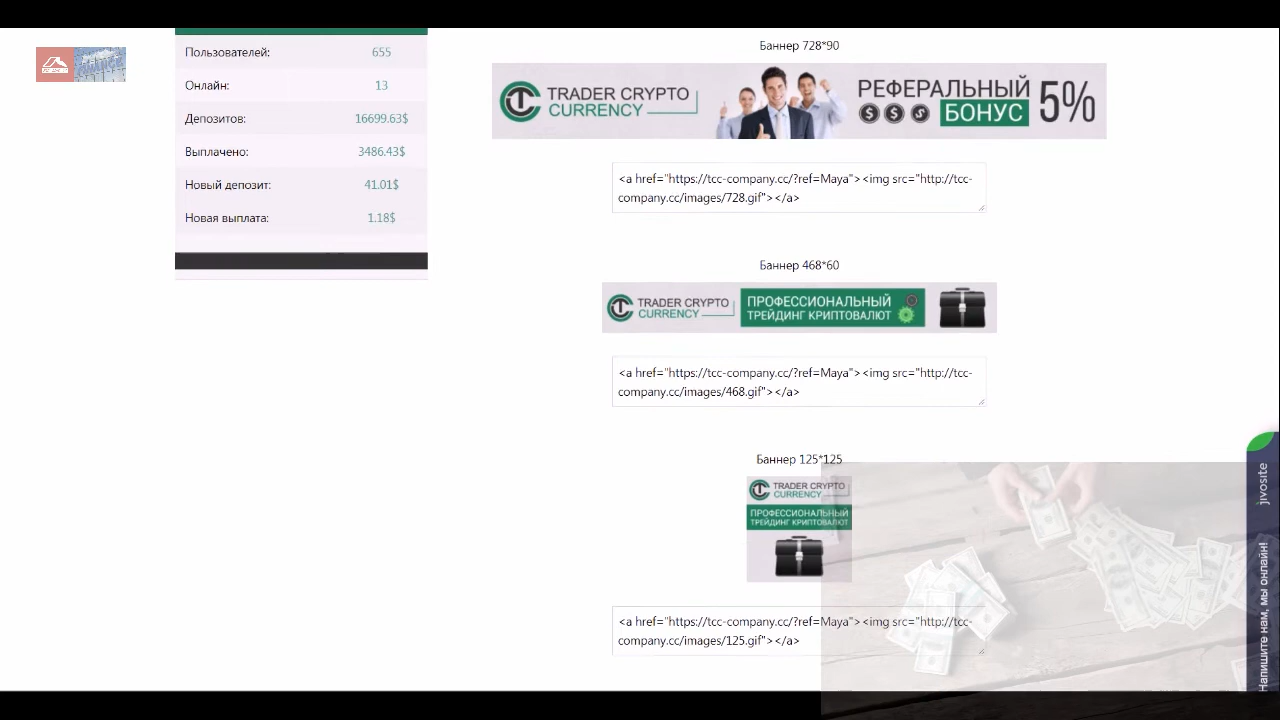 Пользователей: 655
Онлайн: 13
Депозитов: 16699.63$
Выплачено: 3486.43$
Новый депозит: 41.01$
Новая выплата: 1.18$
Баннер 728*90
TRADER CRYPTO
CURRENCY
РЕФЕРАЛЬНЫЙ
БОНУС
5%
<a href="https://tcc-company.cc/?ref=Maya"><img src="http://tcc-
company.cc/images/728.gif"></a>
Баннер 468*60
TRADER CRYPTO
CURRENCY
ПРОФЕССИОНАЛЬНЫЙ
ТРЕЙДИНГ КРИПТОВАЛЮТ
<a href="https://tcc-company.cc/?ref=Maya"><img src="http://tcc-
company.cc/images/468.gif"></a>
Баннер 125*125
TRADER CRYPTO
CURRENCY
ПРОФЕССИОНАЛЬНЫЙ
ТРЕЙДИНГ КРИПТОВАЛЮТ
<a href="https://tcc-company.cc/?ref=Maya"><img src="http://tcc-
company.cc/images/125.gif"></a>
jivosite
Напишите нам, мы онлайн!